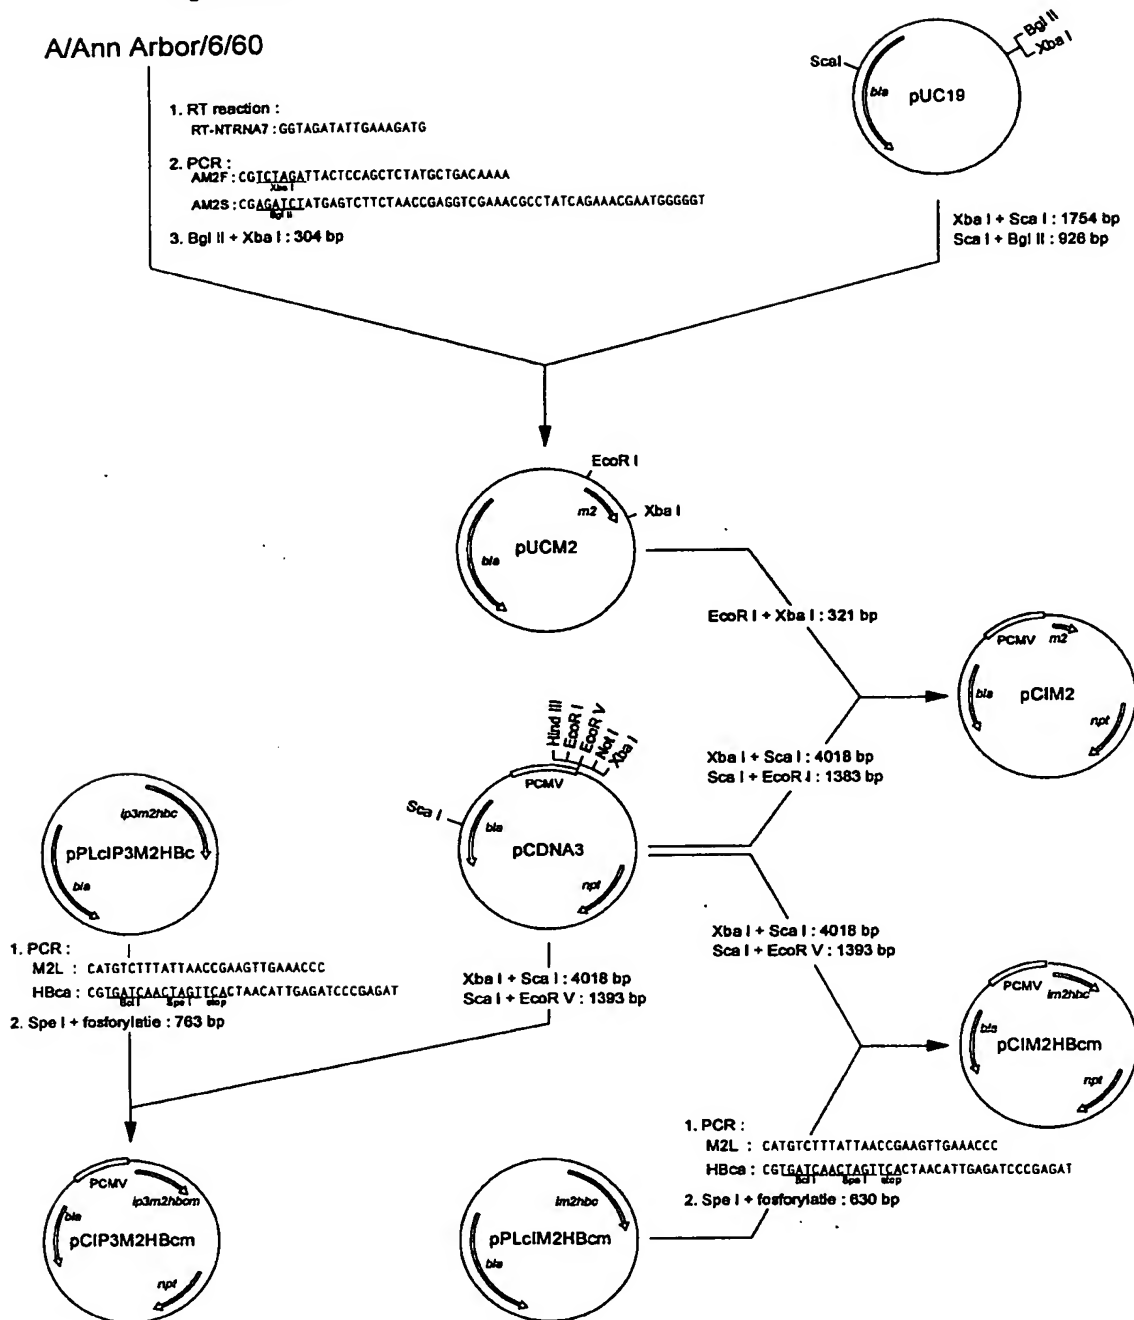 A/Ann Arbor/6/60
1. RT reaction :
RT-NTRNA7 : GGTAGATATTGAAAGATG
2. PCR :
AM2F : CGTCTAGATTACTCCAGCTCTATGCTGACAAAA
Xba I
AM2S : CGAGATCTATGAGTCTTCTAACCGAGGTCGAAACGCCTATCAGAAACGAATGGGGGT
Bgl II
3. Bgl II + Xba I : 304 bp
Sca I
Bgl II
Xba I
bla
pUC19
Xba I + Sca I : 1754 bp
Sca I + Bgl II : 926 bp
EcoR I
m2
Xba I
pUCM2
bla
EcoR I + Xba I : 321 bp
PCMV
m2
bla
pCIM2
npt
Hind III
EcoR I
EcoR V
Not I
Xba I
PCMV
Sca I
bla
pCDNA3
npt
Xba I + Sca I : 4018 bp
Sca I + EcoR I : 1383 bp
ip3m2hbc
pPLcIP3M2HBc
bla
1. PCR :
M2L : CATGTCTTTATTAACCGAAGTTGAAACCC
HBca : CGTGATCAACTAGTTCACTAACATTGAGATCCCGAGAT
Bcl I Spe I stop
2. Spe I + fosforylatie : 763 bp
Xba I + Sca I : 4018 bp
Sca I + EcoR V : 1393 bp
Xba I + Sca I : 4018 bp
Sca I + EcoR V : 1393 bp
PCMV
im2hbc
bla
pCIM2HBcm
npt
1. PCR :
M2L : CATGTCTTTATTAACCGAAGTTGAAACCC
HBca : CGTGATCAACTAGTTCACTAACATTGAGATCCCGAGAT
Bcl I Spe I stop
2. Spe I + fosforylatie : 630 bp
PCMV
ip3m2hbcm
bla
pCIP3M2HBcm
npt
im2hbc
pPLcIM2HBcm
bla